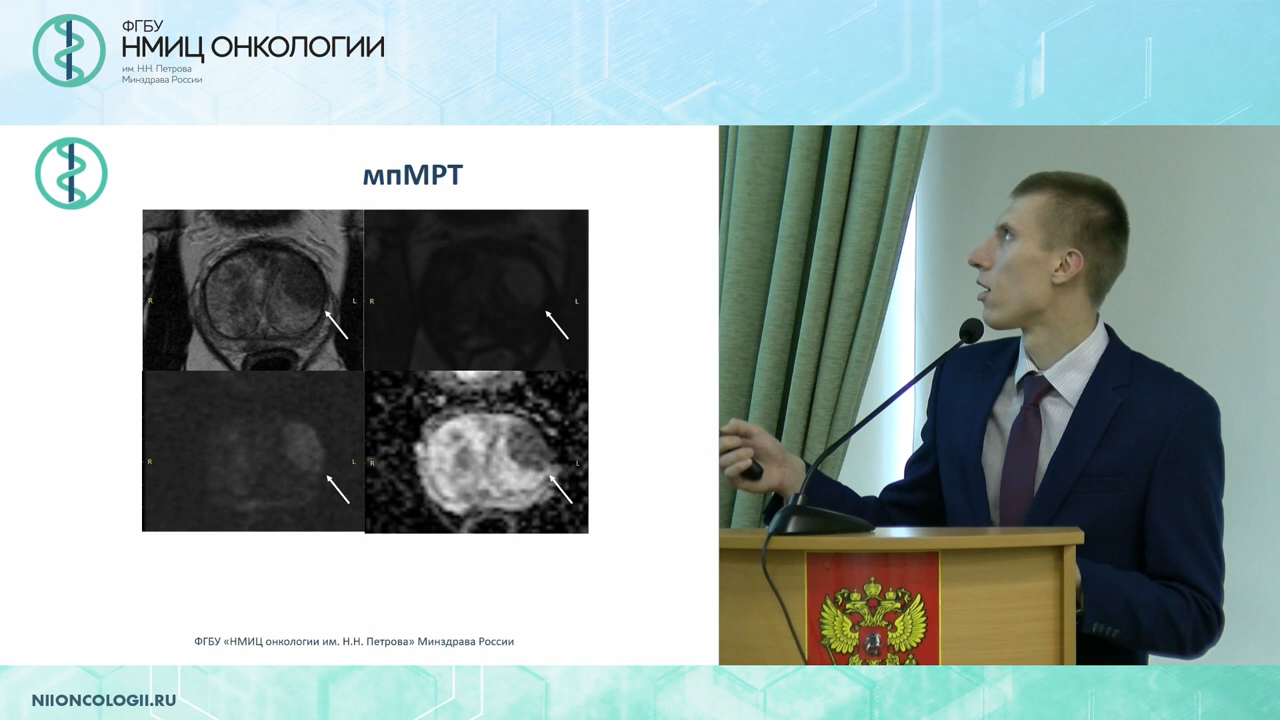 ФГБУ
НМИЦ ОНКОЛОГИИ
им. Н.Н. Петрова
Минздрава России
мпМРТ
R
L
R
L
R
L
R
L
ФГБУ «НМИЦ онкологии им. Н.Н. Петрова» Минздрава России
NIIONCOLOGII.RU